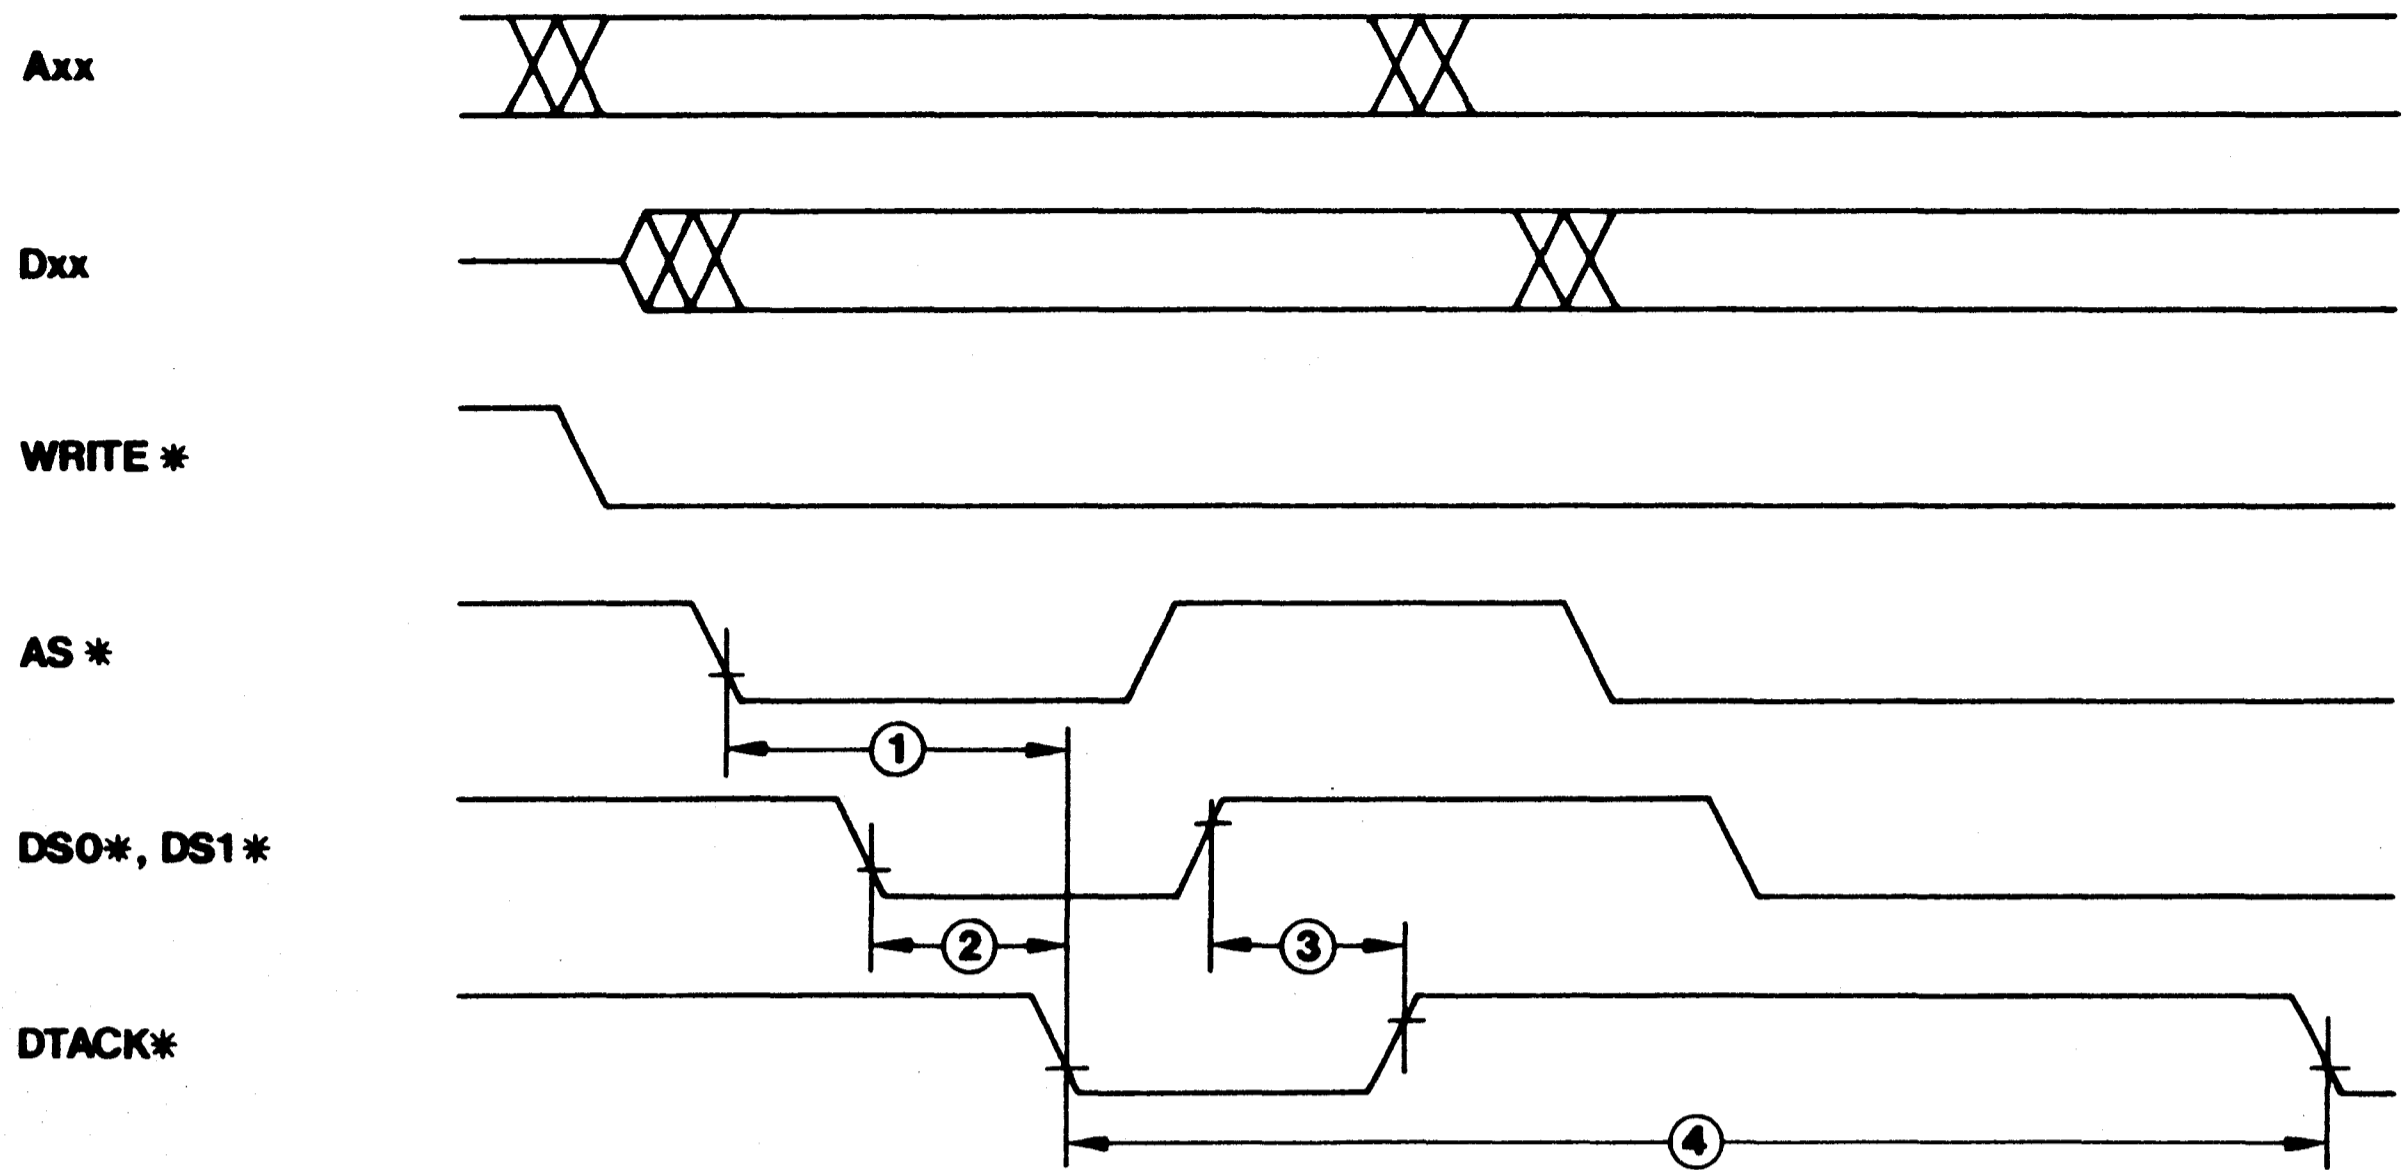 Axx
Dxx
WRITE *
AS *
1
DS0*, DS1*
2
3
DTACK*
4